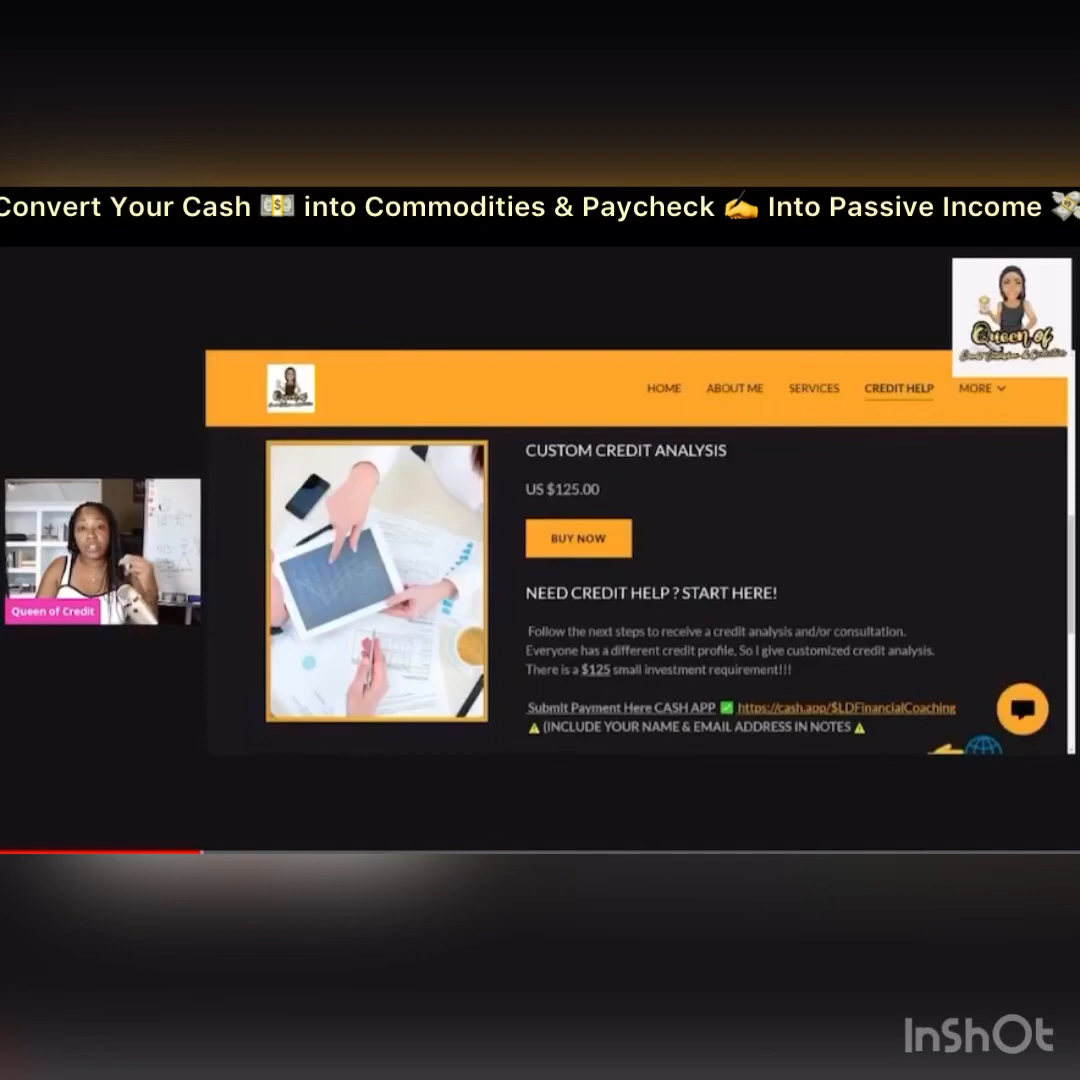 Convert Your Cash 💵 into Commodities & Paycheck ✍️ Into Passive Income 💸
Queen of
HOME ABOUT ME SERVICES CREDIT HELP MORE
CUSTOM CREDIT ANALYSIS
US $125.00
BUY NOW
NEED CREDIT HELP ? START HERE!
Follow the next steps to receive a credit analysis and/or consultation.
Everyone has a different credit profile, So I give customized credit analysis.
There is a $125 small investment requirement!!!
Submit Payment Here CASH APP ✅ https://cash.app/$LDFinancialCoaching
⚠️ (INCLUDE YOUR NAME & EMAIL ADDRESS IN NOTES ⚠️
Queen of Credit
InShOt